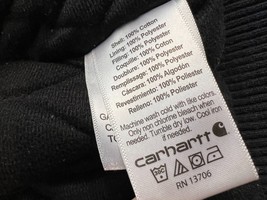 Shell: 100% Cotton
Lining: 100% Polyester
Filling: 100% Polyester
Coquille: 100% Coton
Doublure: 100% Polyester
Remplissage: 100% Polyester
Cáscara: 100% Algodón
Revestimiento: 100% Poliéster
Relleno: 100% Poliéster
Machine wash cold with like colors.
Only non chlorine bleach when
needed. Tumble dry low. Cool iron
if needed.
carhartt
RN 13706